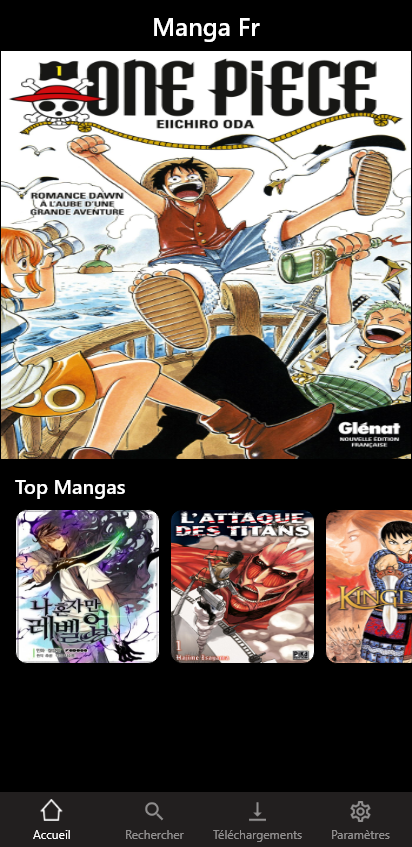 Manga Fr
1
ONE PIECE
EIICHIRO ODA
ROMANCE DAWN
À L'AUBE D'UNE
GRANDE AVENTURE
Glénat
NOUVELLE ÉDITION
FRANÇAISE
Top Mangas
나 혼자만
레벨업
L'ATTAQUE
DES TITANS
1
Hajime Isayama
KINGD
Accueil
Rechercher
Téléchargements
Paramètres